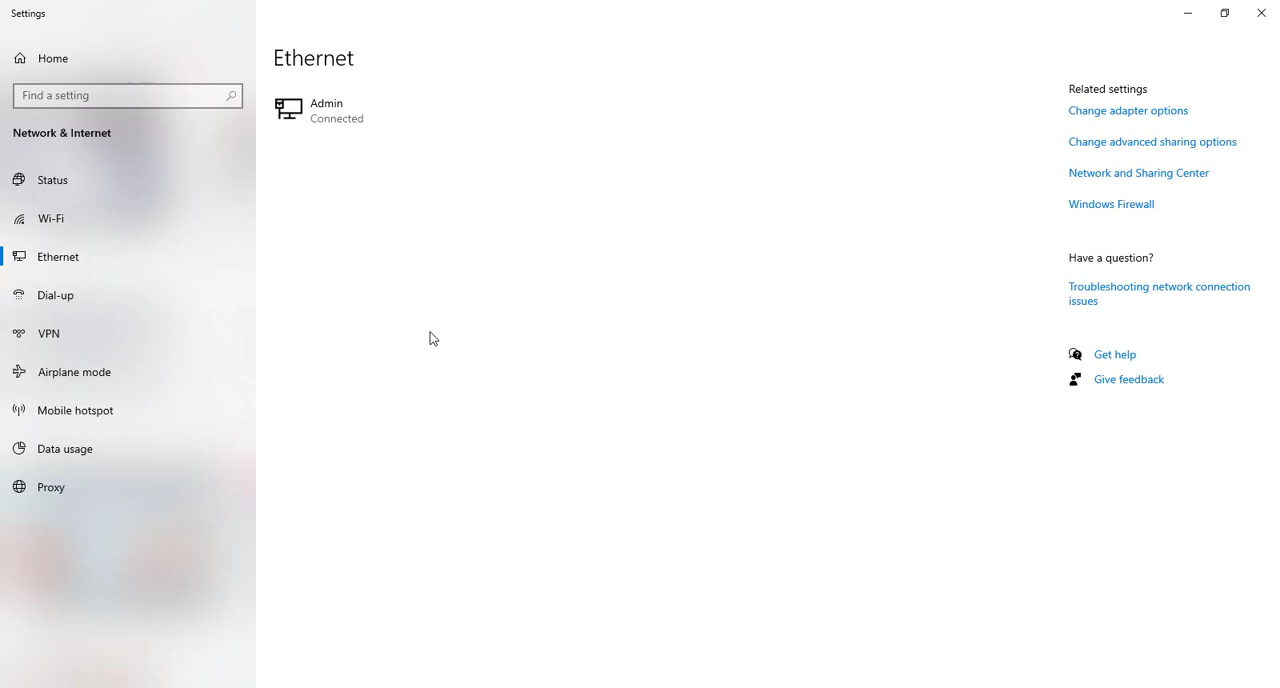 Settings
Home
Find a setting
Network & Internet
Status
Wi-Fi
Ethernet
Dial-up
VPN
Airplane mode
Mobile hotspot
Data usage
Proxy
Ethernet
Admin
Connected
Related settings
Change adapter options
Change advanced sharing options
Network and Sharing Center
Windows Firewall
Have a question?
Troubleshooting network connection
issues
Get help
Give feedback